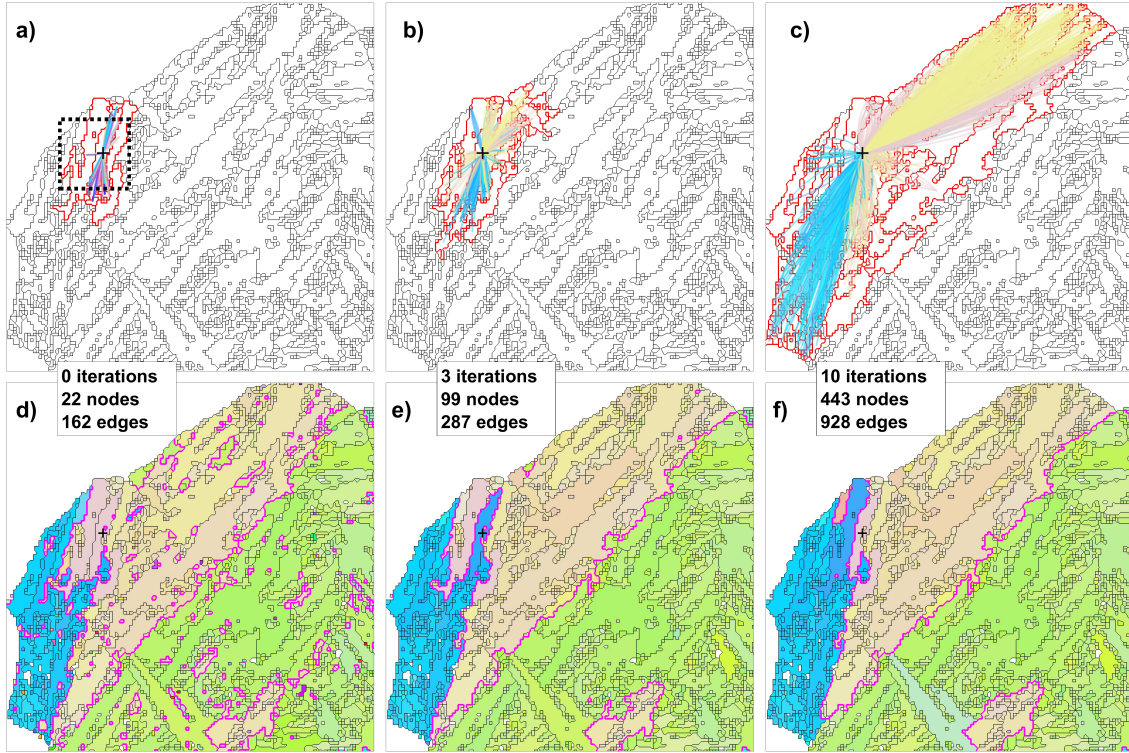 a)
b)
c)
0 iterations
22 nodes
162 edges
3 iterations
99 nodes
287 edges
10 iterations
443 nodes
928 edges
d)
e)
f)